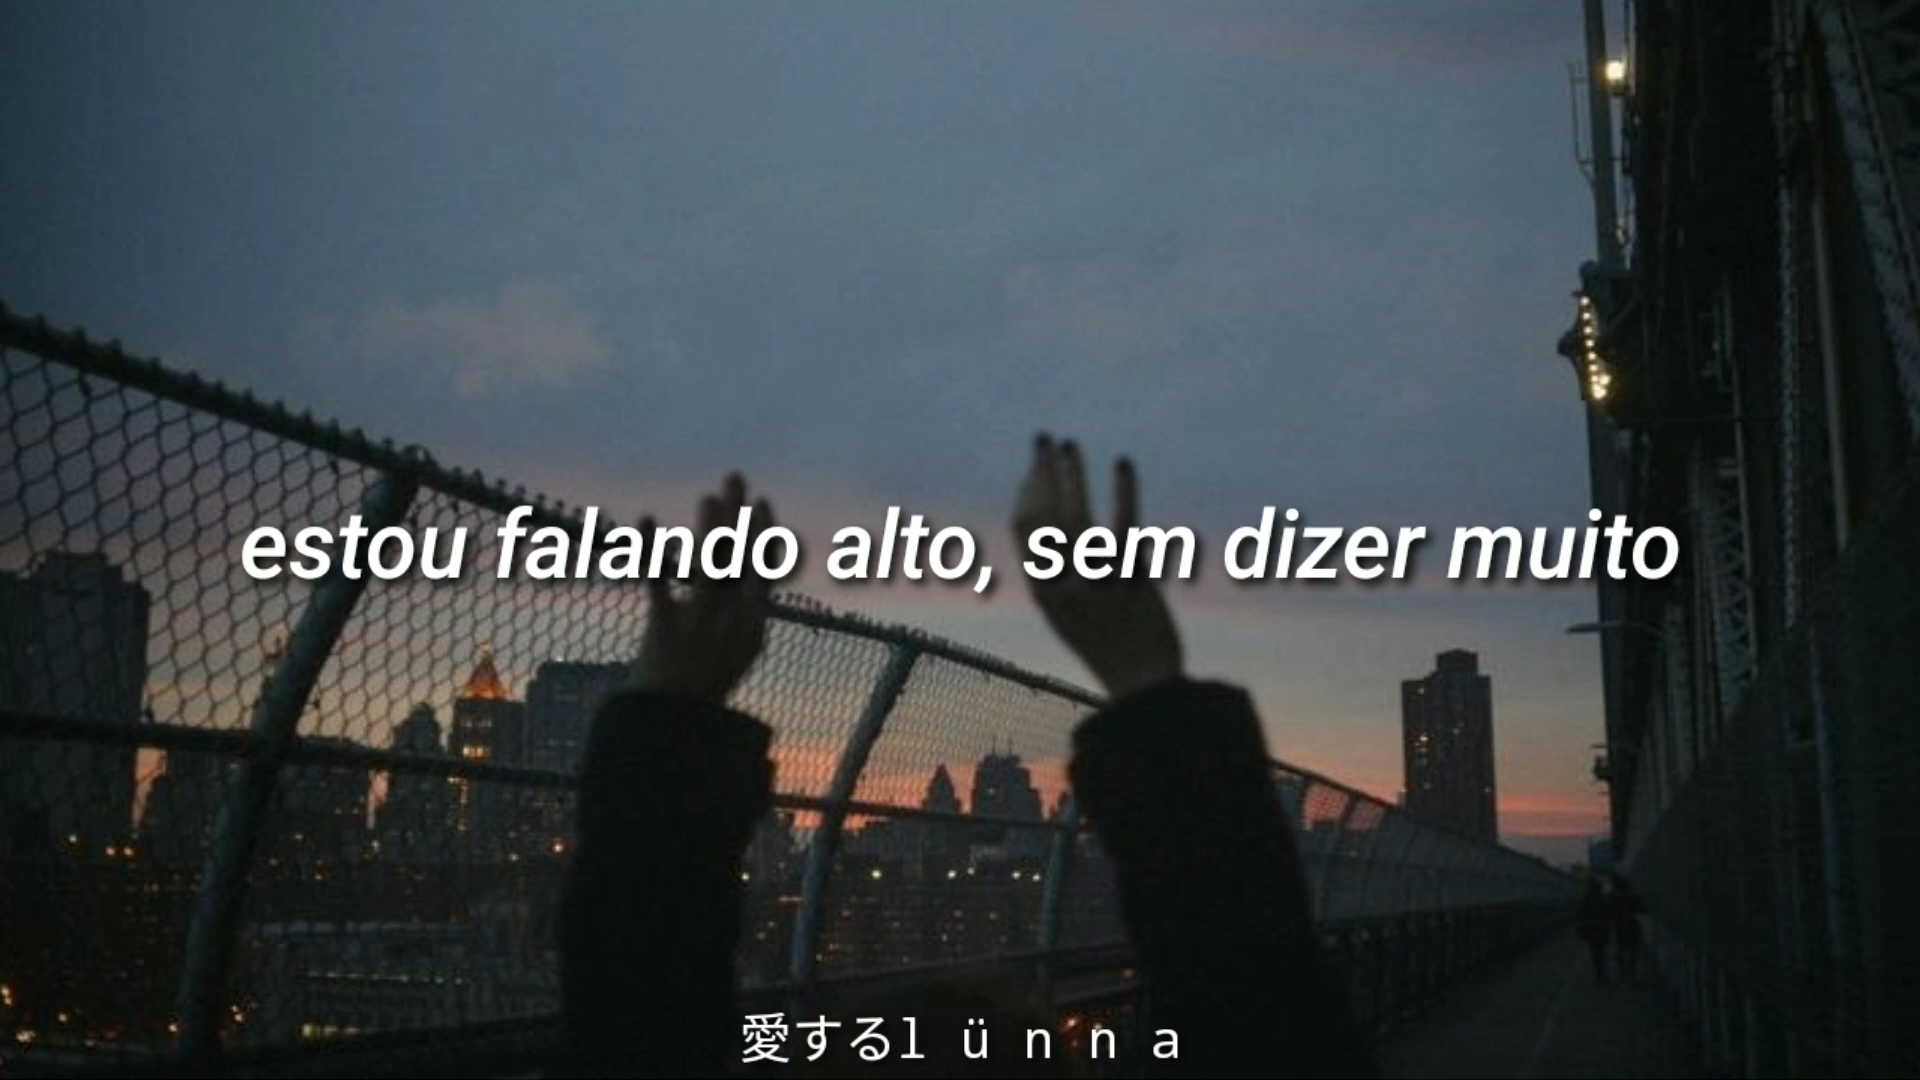 estou falando alto, sem dizer muito
愛するl ü n n a